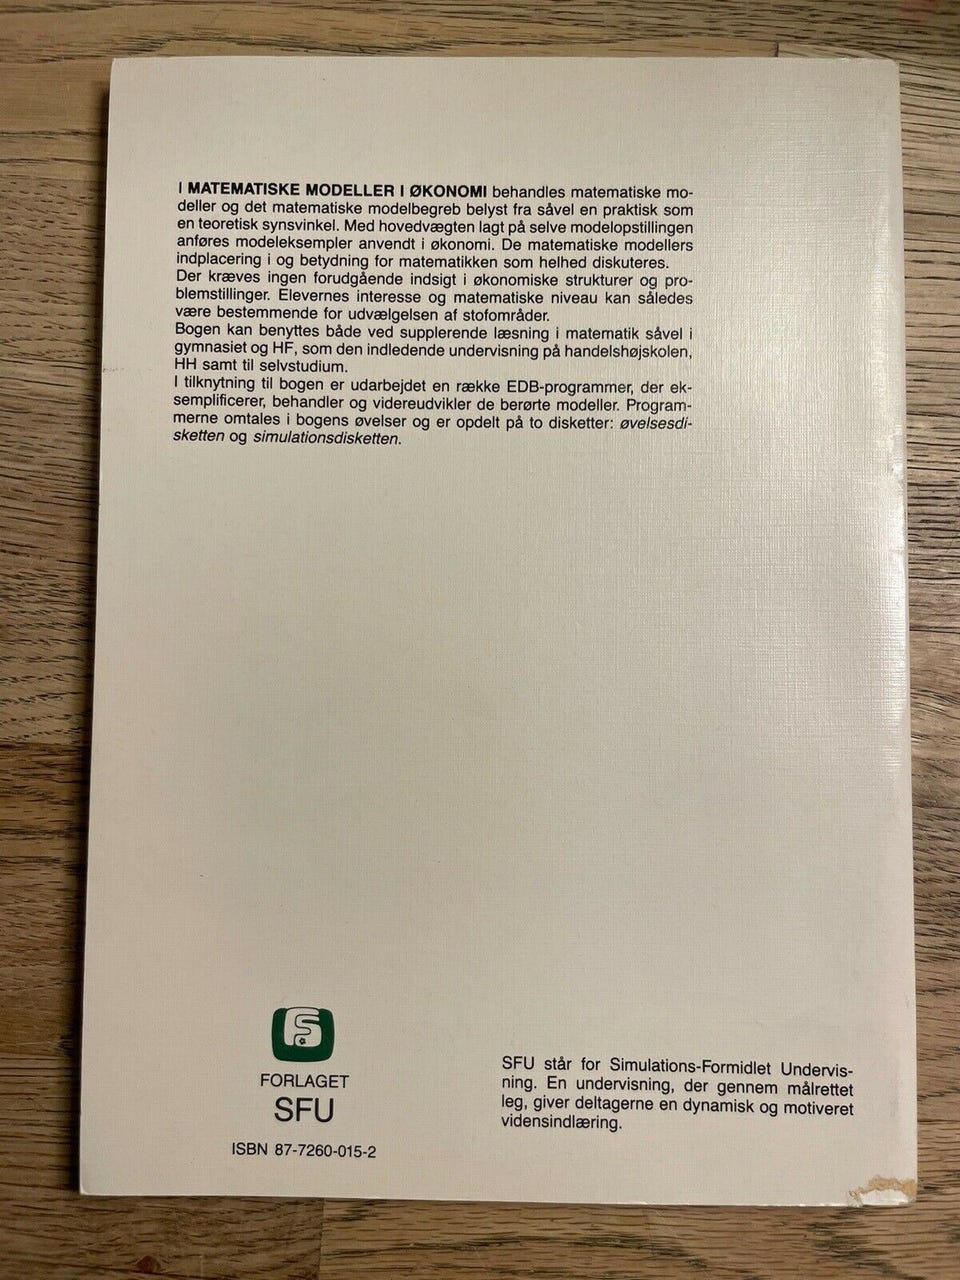 I MATEMATISKE MODELLER I ØKONOMI behandles matematiske mo-
deller og det matematiske modelbegreb belyst fra såvel en praktisk som
en teoretisk synsvinkel. Med hovedvægten lagt på selve modelopstillingen
anføres modeleksempler anvendt i økonomi. De matematiske modellers
indplacering i og betydning for matematikken som helhed diskuteres.
Der kræves ingen forudgående indsigt i økonomiske strukturer og pro-
blemstillinger. Elevernes interesse og matematiske niveau kan således
være bestemmende for udvælgelsen af stofområder.
Bogen kan benyttes både ved supplerende læsning i matematik såvel i
gymnasiet og HF, som den indledende undervisning på handelshøjskolen,
HH samt til selvstudium.
I tilknytning til bogen er udarbejdet en række EDB-programmer, der ek-
semplificerer, behandler og videreudvikler de berørte modeller. Program-
merne omtales i bogens øvelser og er opdelt på to disketter: øvelsesdi-
sketten og simulationsdisketten.
FORLAGET
SFU
ISBN 87-7260-015-2
SFU står for Simulations-Formidlet Undervis-
ning. En undervisning, der gennem målrettet
leg, giver deltagerne en dynamisk og motiveret
vidensindlæring.